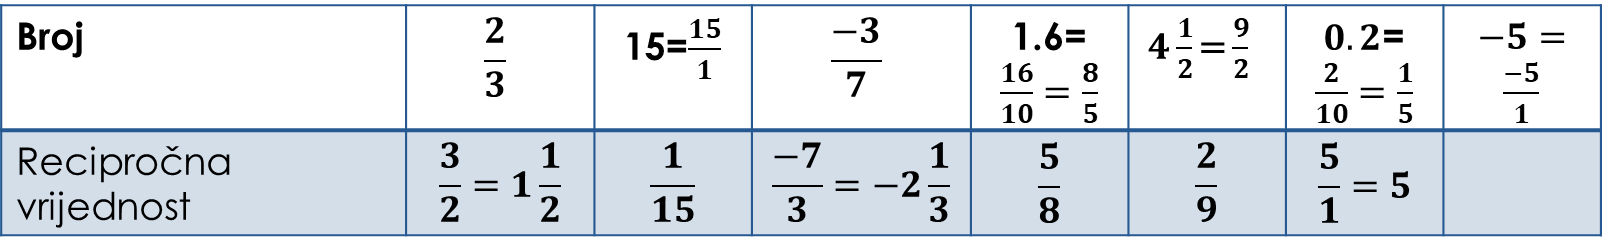 Broj 2/3 15=15/1 −3/7 1.6= 16/10 = 8/5 4 1/2 = 9/2 0.2= 2/10 = 1/5 −5 = −5/1
Recipročna vrijednost 3/2 = 1 1/2 1/15 −7/3 = −2 1/3 5/8 2/9 5/1 = 5